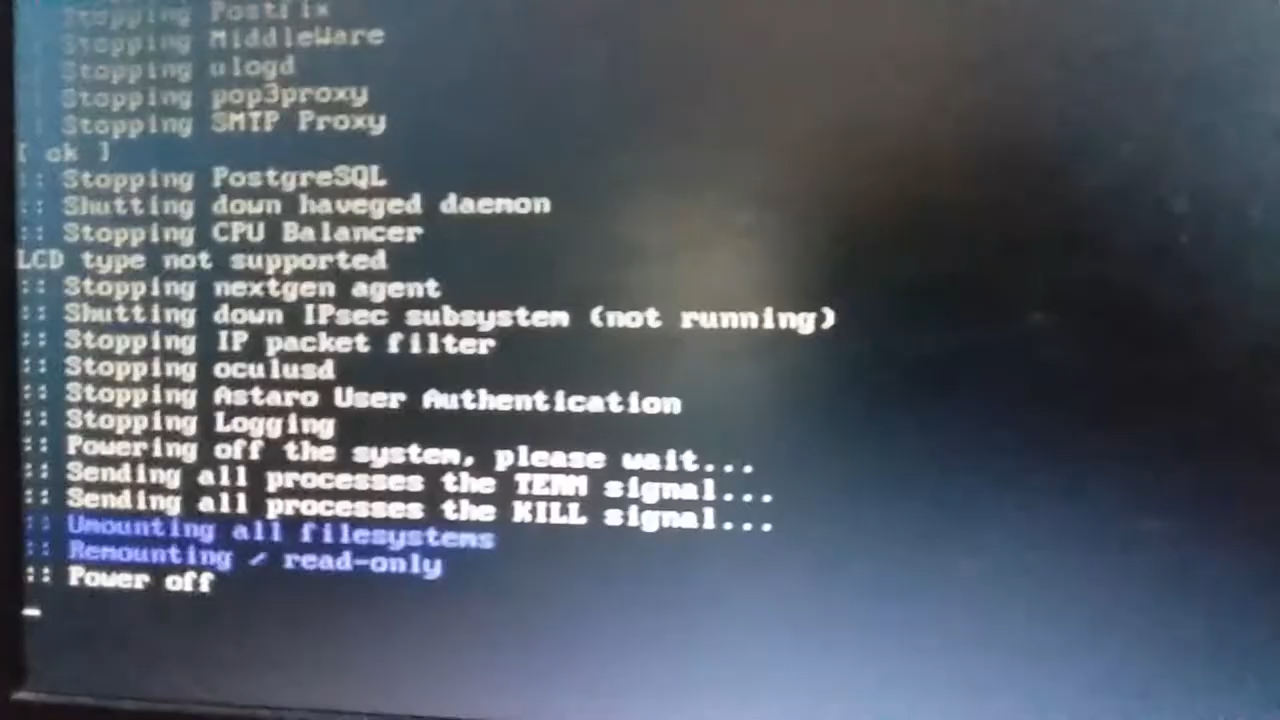 :: Stopping Postfix
:: Stopping MiddleWare
:: Stopping ulogd
:: Stopping pop3proxy
:: Stopping SMTP Proxy
[ ok ]
:: Stopping PostgreSQL
:: Shutting down haveged daemon
:: Stopping CPU Balancer
LCD type not supported
:: Stopping nextgen agent
:: Shutting down IPsec subsystem (not running)
:: Stopping IP packet filter
:: Stopping oculusd
:: Stopping Astaro User Authentication
:: Stopping Logging
:: Powering off the system, please wait...
:: Sending all processes the TERM signal...
:: Sending all processes the KILL signal...
:: Umounting all filesystems
:: Remounting / read-only
:: Power off